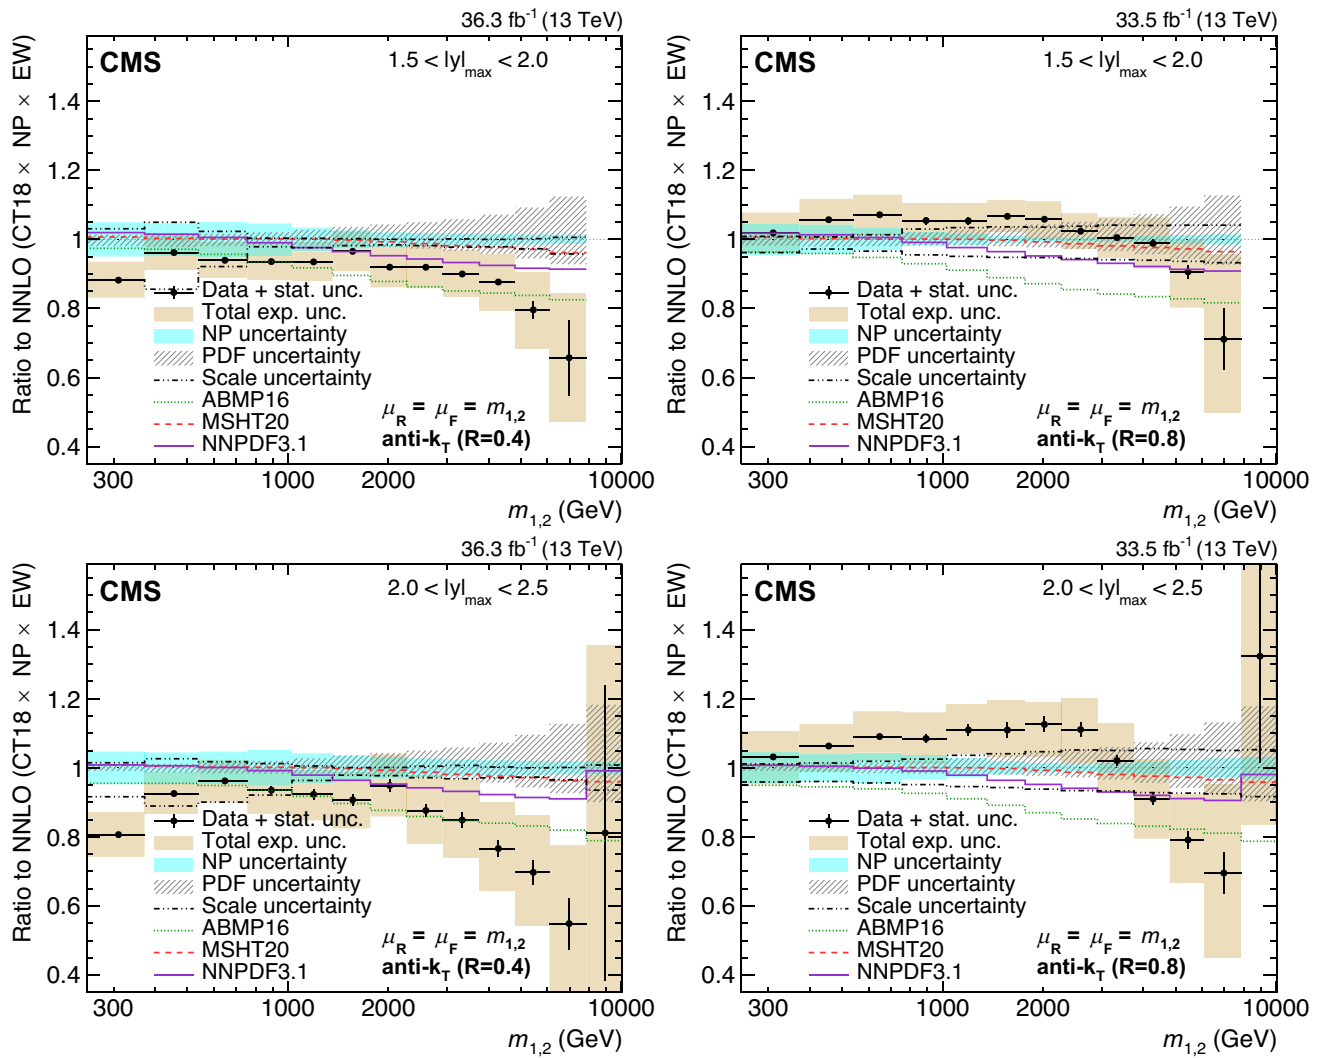 36.3 fb⁻¹ (13 TeV)
CMS
1.5 < |y|max < 2.0
Ratio to NNLO (CT18 × NP × EW)
1.4
1.2
1
0.8
0.6
0.4
Data + stat. unc.
Total exp. unc.
NP uncertainty
PDF uncertainty
Scale uncertainty
ABMP16
MSHT20
NNPDF3.1
μR = μF = m1,2
anti-kT (R=0.4)
300 1000 2000 10000
m1,2 (GeV)
33.5 fb⁻¹ (13 TeV)
CMS
1.5 < |y|max < 2.0
Ratio to NNLO (CT18 × NP × EW)
1.4
1.2
1
0.8
0.6
0.4
Data + stat. unc.
Total exp. unc.
NP uncertainty
PDF uncertainty
Scale uncertainty
ABMP16
MSHT20
NNPDF3.1
μR = μF = m1,2
anti-kT (R=0.8)
300 1000 2000 10000
m1,2 (GeV)
36.3 fb⁻¹ (13 TeV)
CMS
2.0 < |y|max < 2.5
Ratio to NNLO (CT18 × NP × EW)
1.4
1.2
1
0.8
0.6
0.4
Data + stat. unc.
Total exp. unc.
NP uncertainty
PDF uncertainty
Scale uncertainty
ABMP16
MSHT20
NNPDF3.1
μR = μF = m1,2
anti-kT (R=0.4)
300 1000 2000 10000
m1,2 (GeV)
33.5 fb⁻¹ (13 TeV)
CMS
2.0 < |y|max < 2.5
Ratio to NNLO (CT18 × NP × EW)
1.4
1.2
1
0.8
0.6
0.4
Data + stat. unc.
Total exp. unc.
NP uncertainty
PDF uncertainty
Scale uncertainty
ABMP16
MSHT20
NNPDF3.1
μR = μF = m1,2
anti-kT (R=0.8)
300 1000 2000 10000
m1,2 (GeV)